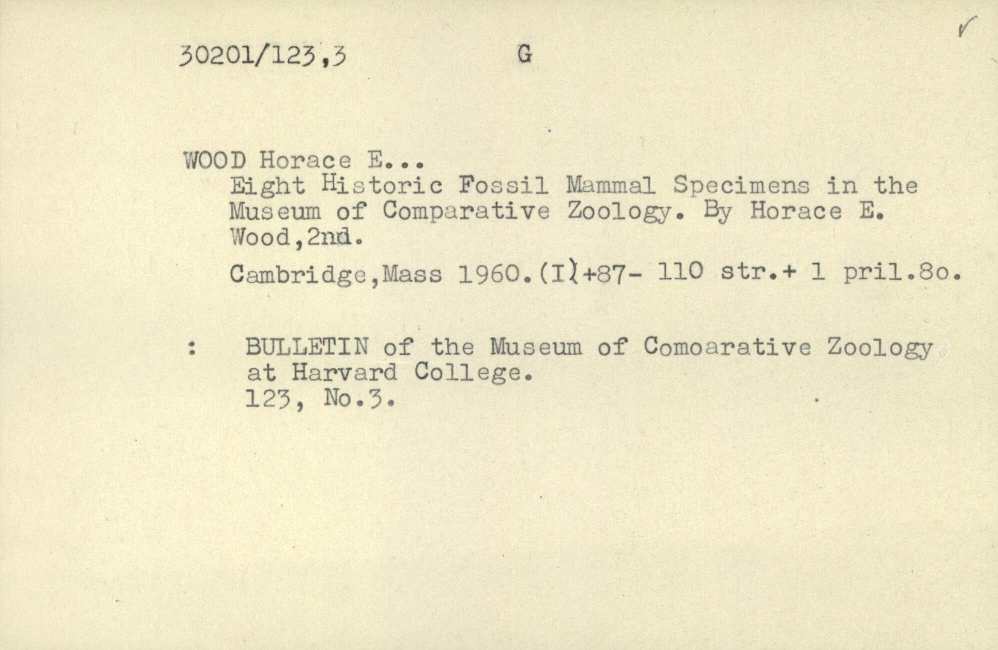 30201/123,3 G
WOOD Horace E...
Eight Historic Fossil Mammal Specimens in the
Museum of Comparative Zoology. By Horace E.
Wood,2nd.
Cambridge,Mass 1960.(I)+87- 110 str.+ 1 pril.8o.
: BULLETIN of the Museum of Comoarative Zoology
at Harvard College.
123, No.3.